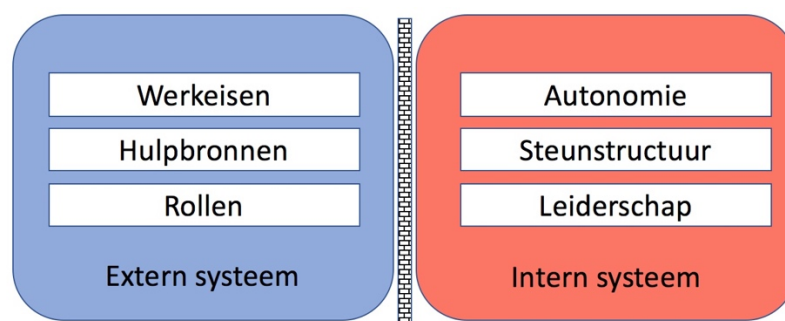 Werkeisen
Hulpbronnen
Rollen
Extern systeem
Autonomie
Steunstructuur
Leiderschap
Intern systeem